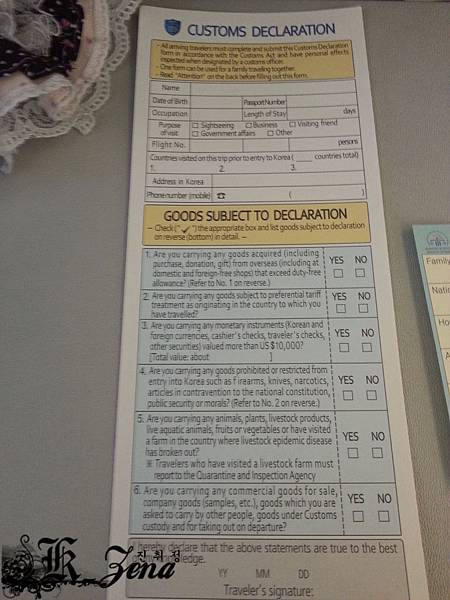 CUSTOMS DECLARATION
- All arriving travelers must complete and submit this Customs Declaration
form in accordance with the Customs Act and have personal effects
inspected when designated by a customs officer.
- One form can be used for a family traveling together.
- Read "Attention" on the back before filling out this form.
Name
Date of Birth Passport Number
Occupation Length of Stay days
Purpose of visit □ Sightseeing □ Business □ Visiting friend
□ Government affairs □ Other
Flight No. persons
Countries visited on this trip prior to entry to Korea ( ____ countries total)
1. 2. 3.
Address in Korea
Phone number (mobile) ☎ ( )
GOODS SUBJECT TO DECLARATION
— Check (" ✓ ") the appropriate box and list goods subject to declaration
on reverse (bottom) in detail. —
1. Are you carrying any goods acquired (including
purchase, donation, gift) from overseas (including at
domestic and foreign-free shops) that exceed duty-free
allowance? (Refer to No. 1 on reverse.)
YES NO
□ □
2. Are you carrying any goods subject to preferential tariff
treatment as originating in the country to which you
have travelled?
YES NO
□ □
3. Are you carrying any monetary instruments (Korean and
foreign currencies, cashier's checks, traveler's checks,
other securities) valued more than US $10,000?
[Total value: about ]
YES NO
□ □
4. Are you carrying any goods prohibited or restricted from
entry into Korea such as firearms, knives, narcotics,
articles in contravention to the national constitution,
public security or morals? (Refer to No. 2 on reverse.)
YES NO
□ □
5. Are you carrying any animals, plants, livestock products,
live aquatic animals, fruits or vegetables or have visited
a farm in the country where livestock epidemic disease
has broken out?
※ Travelers who have visited a livestock farm must
report to the Quarantine and Inspection Agency
YES NO
□ □
6. Are you carrying any commercial goods for sale,
company goods (samples, etc.), goods which you are
asked to carry by other people, goods under Customs
custody and for taking out on departure?
YES NO
□ □
I hereby declare that the above statements are true to the best
YY MM DD
Traveler's signature:
K Zena
Family